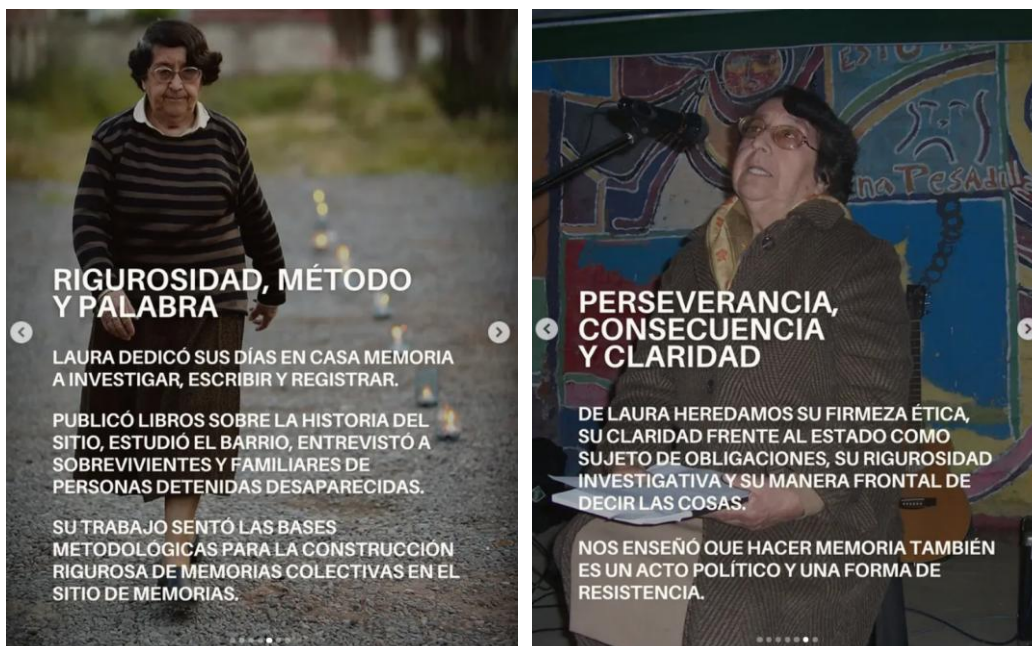 RIGUROSIDAD, MÉTODO
Y PALABRA
LAURA DEDICÓ SUS DÍAS EN CASA MEMORIA
A INVESTIGAR, ESCRIBIR Y REGISTRAR.
PUBLICÓ LIBROS SOBRE LA HISTORIA DEL
SITIO, ESTUDIÓ EL BARRIO, ENTREVISTÓ A
SOBREVIVIENTES Y FAMILIARES DE
PERSONAS DETENIDAS DESAPARECIDAS.
SU TRABAJO SENTÓ LAS BASES
METODOLÓGICAS PARA LA CONSTRUCCIÓN
RIGUROSA DE MEMORIAS COLECTIVAS EN EL
SITIO DE MEMORIAS.
PERSEVERANCIA,
CONSECUENCIA
Y CLARIDAD
DE LAURA HEREDAMOS SU FIRMEZA ÉTICA,
SU CLARIDAD FRENTE AL ESTADO COMO
SUJETO DE OBLIGACIONES, SU RIGUROSIDAD
INVESTIGATIVA Y SU MANERA FRONTAL DE
DECIR LAS COSAS.
NOS ENSEÑÓ QUE HACER MEMORIA TAMBIÉN
ES UN ACTO POLÍTICO Y UNA FORMA DE
RESISTENCIA.